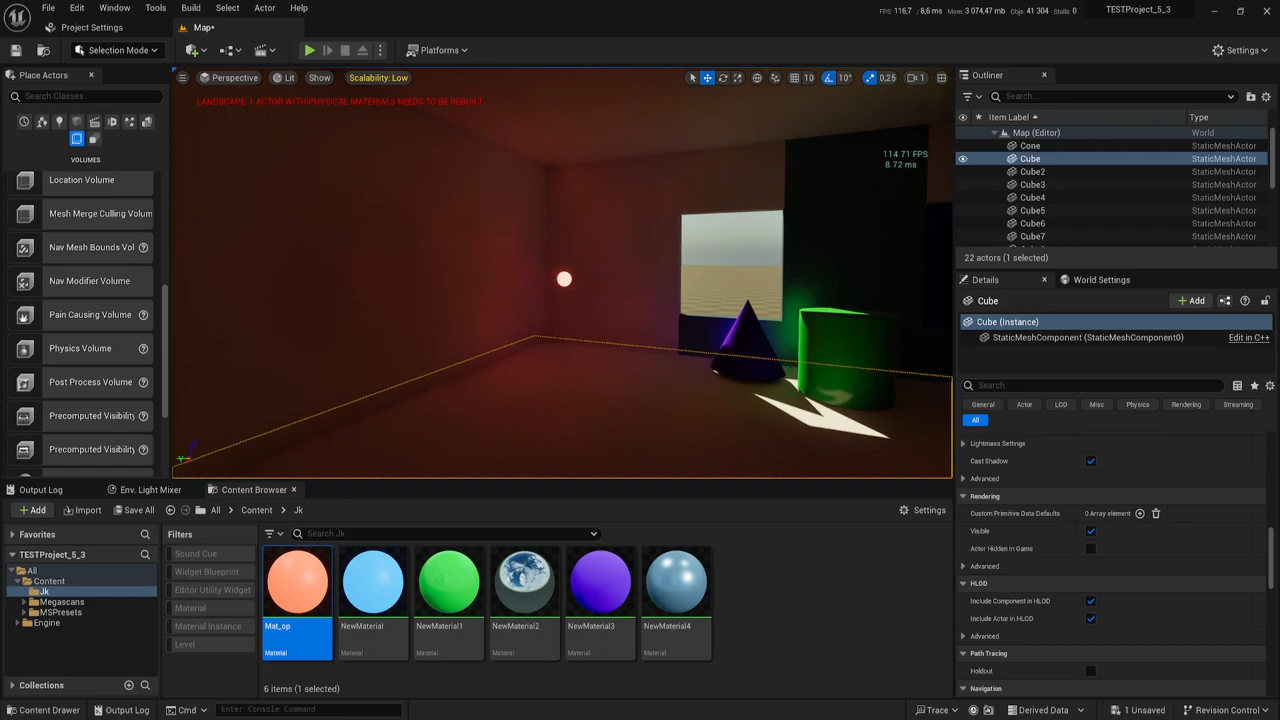 File Edit Window Tools Build Select Actor Help
FPS: 116,7 / 8,6 ms Mem: 3 074,47 mb Objs: 41 304 Stalls: 0
TESTProject_5_3
Project Settings
Map•
Selection Mode
Platforms
Settings
Place Actors
Search Classes
VOLUMES
Location Volume
Mesh Merge Culling Volum
Nav Mesh Bounds Vol
Nav Modifier Volume
Pain Causing Volume
Physics Volume
Post Process Volume
Precomputed Visibility
Precomputed Visibility
Perspective Lit Show Scalability: Low
10 10° 0,25 1
LANDSCAPE: 1 ACTOR WITH PHYSICAL MATERIALS NEEDS TO BE REBUILT
114.71 FPS
8.72 ms
Outliner
Search...
Item Label Type
Map (Editor) World
Cone StaticMeshActor
Cube StaticMeshActor
Cube2 StaticMeshActor
Cube3 StaticMeshActor
Cube4 StaticMeshActor
Cube5 StaticMeshActor
Cube6 StaticMeshActor
Cube7 StaticMeshActor
22 actors (1 selected)
Details World Settings
Cube
Add
Cube (Instance)
StaticMeshComponent (StaticMeshComponent0) Edit in C++
Search
General Actor LOD Misc Physics Rendering Streaming
All
Lightmass Settings
Cast Shadow
Advanced
Rendering
Custom Primitive Data Defaults 0 Array element
Visible
Actor Hidden In Game
Advanced
HLOD
Include Component in HLOD
Include Actor in HLOD
Advanced
Path Tracing
Holdout
Navigation
Output Log Env. Light Mixer Content Browser
Add Import Save All All Content Jk Settings
Favorites
TESTProject_5_3
All
Content
Jk
Megascans
MSPresets
Engine
Collections
Filters
Sound Cue
Widget Blueprint
Editor Utility Widget
Material
Material Instance
Level
Search Jk
Mat_op NewMaterial NewMaterial1 NewMaterial2 NewMaterial3 NewMaterial4
Material Material Material Material Material Material
6 items (1 selected)
Content Drawer Output Log Cmd Enter Console Command
Trace Derived Data 1 Unsaved Revision Control